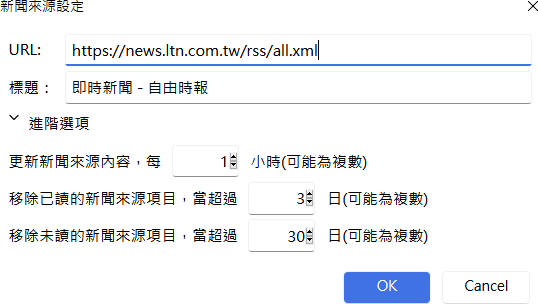 新聞來源設定
URL: https://news.ltn.com.tw/rss/all.xml
標題： 即時新聞 - 自由時報
進階選項
更新新聞來源內容，每 1 小時(可能為複數)
移除已讀的新聞來源項目，當超過 3 日(可能為複數)
移除未讀的新聞來源項目，當超過 30 日(可能為複數)
OK Cancel